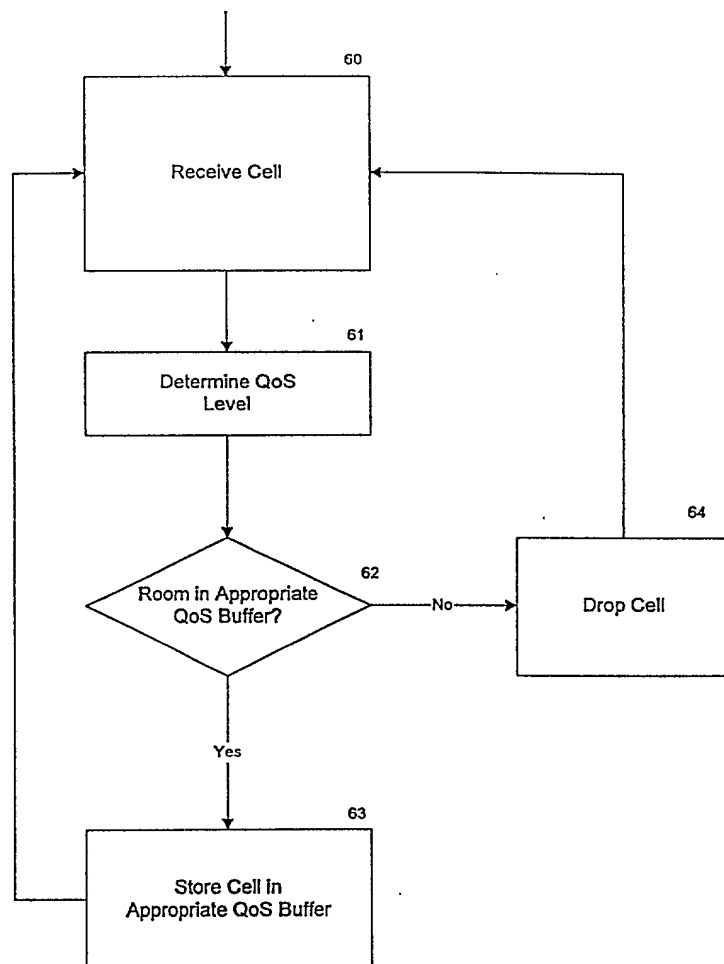 60
Receive Cell
61
Determine QoS
Level
62
Room in Appropriate
QoS Buffer?
No
64
Drop Cell
Yes
63
Store Cell in
Appropriate QoS Buffer